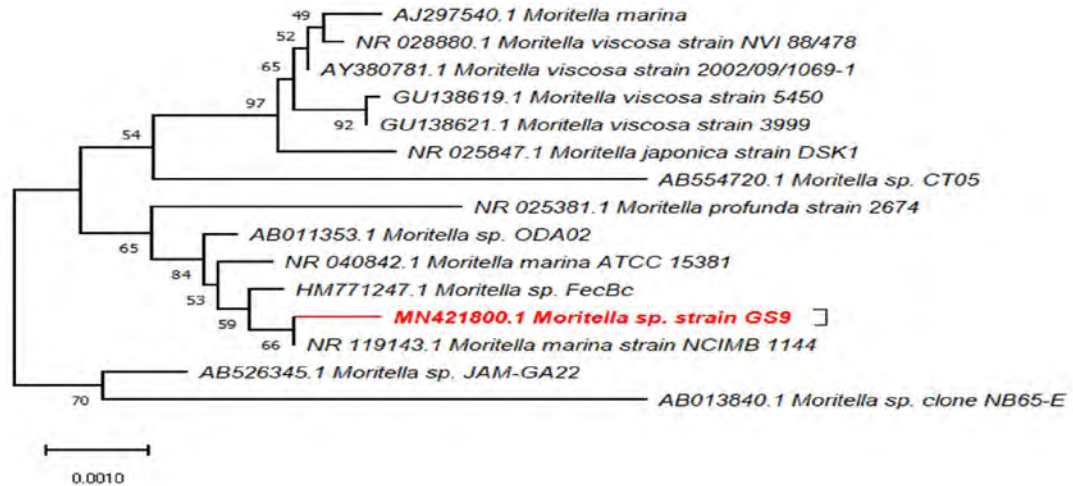 49
AJ297540.1 Moritella marina
52
NR 028880.1 Moritella viscosa strain NVI 88/478
65
AY380781.1 Moritella viscosa strain 2002/09/1069-1
97
GU138619.1 Moritella viscosa strain 5450
92
GU138621.1 Moritella viscosa strain 3999
54
NR 025847.1 Moritella japonica strain DSK1
AB554720.1 Moritella sp. CT05
NR 025381.1 Moritella profunda strain 2674
65
AB011353.1 Moritella sp. ODA02
84
NR 040842.1 Moritella marina ATCC 15381
53
HM771247.1 Moritella sp. FecBc
59
MN421800.1 Moritella sp. strain GS9
66
NR 119143.1 Moritella marina strain NCIMB 1144
AB526345.1 Moritella sp. JAM-GA22
70
AB013840.1 Moritella sp. clone NB65-E
0.0010